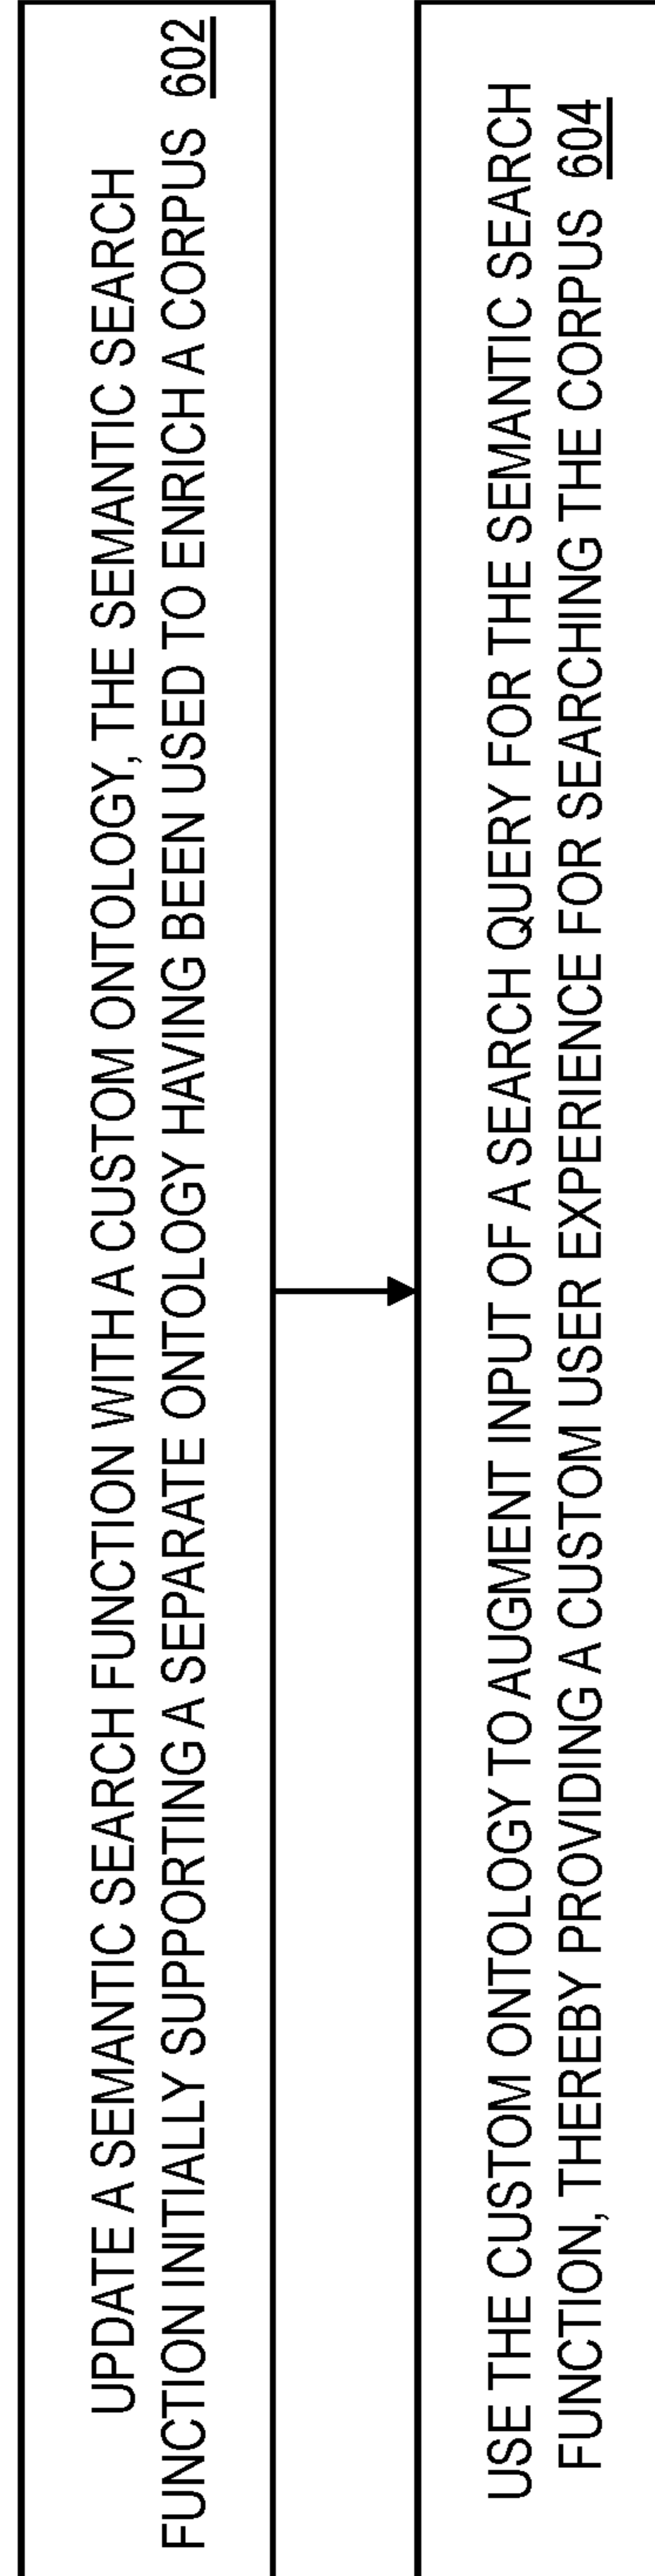 UPDATE A SEMANTIC SEARCH FUNCTION WITH A CUSTOM ONTOLOGY, THE SEMANTIC SEARCH
FUNCTION INITIALLY SUPPORTING A SEPARATE ONTOLOGY HAVING BEEN USED TO ENRICH A CORPUS 602
USE THE CUSTOM ONTOLOGY TO AUGMENT INPUT OF A SEARCH QUERY FOR THE SEMANTIC SEARCH
FUNCTION, THEREBY PROVIDING A CUSTOM USER EXPERIENCE FOR SEARCHING THE CORPUS 604